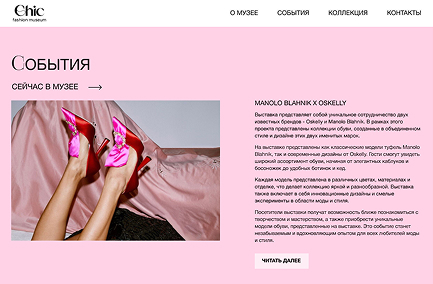 Chic
fashion museum
О МУЗЕЕ
СОБЫТИЯ
КОЛЛЕКЦИЯ
КОНТАКТЫ
СОБЫТИЯ
СЕЙЧАС В МУЗЕЕ
MANOLO BLAHNIK X OSKELLY
Выставка представляет собой уникальное сотрудничество двух
известных брендов - Oskelly и Manolo Blahnik. В рамках этого
проекта представлены коллекции обуви, созданные в объединенном
стиле и дизайне этих двух именитых марок.
На выставке представлены как классические модели туфель Manolo
Blahnik, так и современные дизайны от Oskelly. Гости смогут увидеть
широкий ассортимент обуви, начиная от элегантных каблуков и
босоножек до удобных ботинок и кед.
Каждая модель представлена в различных цветах, материалах и
отделке, что делает коллекцию яркой и разнообразной. Выставка
также включает в себя инновационные дизайны и смелые
эксперименты в области моды и стиля.
Посетители выставки получат возможность ближе познакомиться с
творчеством и мастерством, а также приобрести уникальные
модели обуви, представленные на выставке. Это событие станет
незабываемым и вдохновляющим опытом для всех любителей моды
и стиля.
ЧИТАТЬ ДАЛЕЕ